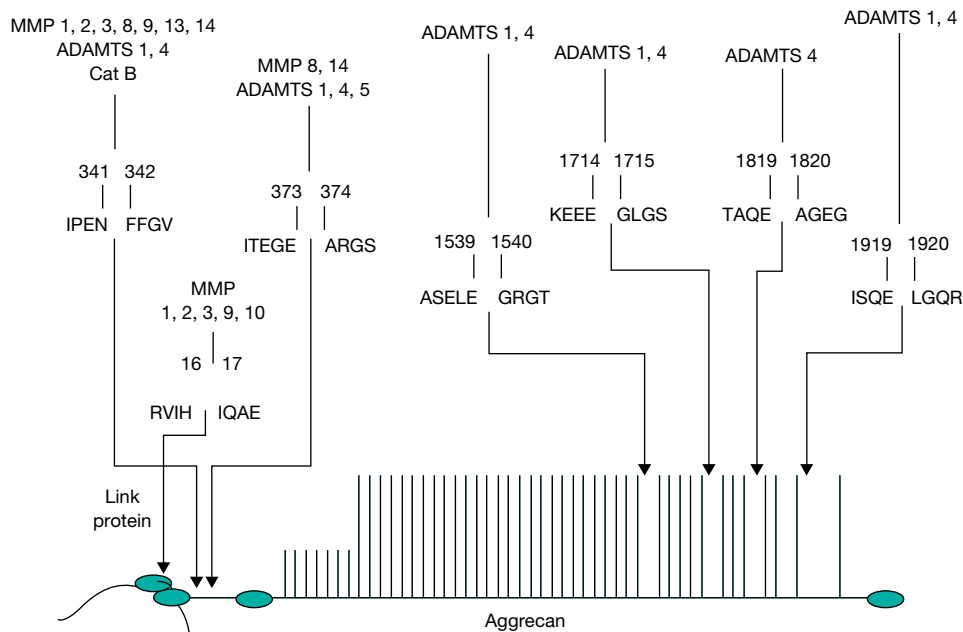 MMP 1, 2, 3, 8, 9, 13, 14
ADAMTS 1, 4
Cat B
341 342
IPEN FFGV
MMP 8, 14
ADAMTS 1, 4, 5
373 374
ITEGE ARGS
MMP
1, 2, 3, 9, 10
16 17
RVIH IQAE
ADAMTS 1, 4
1539 1540
ASELE GRGT
ADAMTS 1, 4
1714 1715
KEEE GLGS
ADAMTS 4
1819 1820
TAQE AGEG
ADAMTS 1, 4
1919 1920
ISQE LGQR
Link
protein
Aggrecan